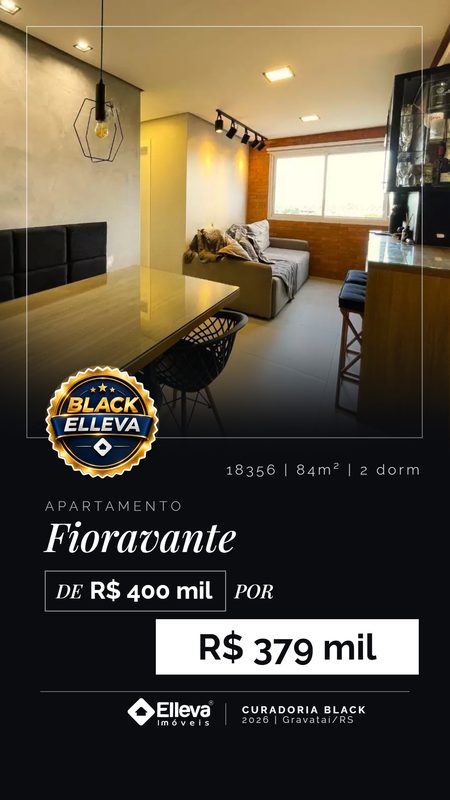 BLACK
ELLEVA
18356 | 84m² | 2 dorm
APARTAMENTO
Fioravante
DE R$ 400 mil POR
R$ 379 mil
Elleva®
Imóveis
CURADORIA BLACK
2026 | Gravataí/RS